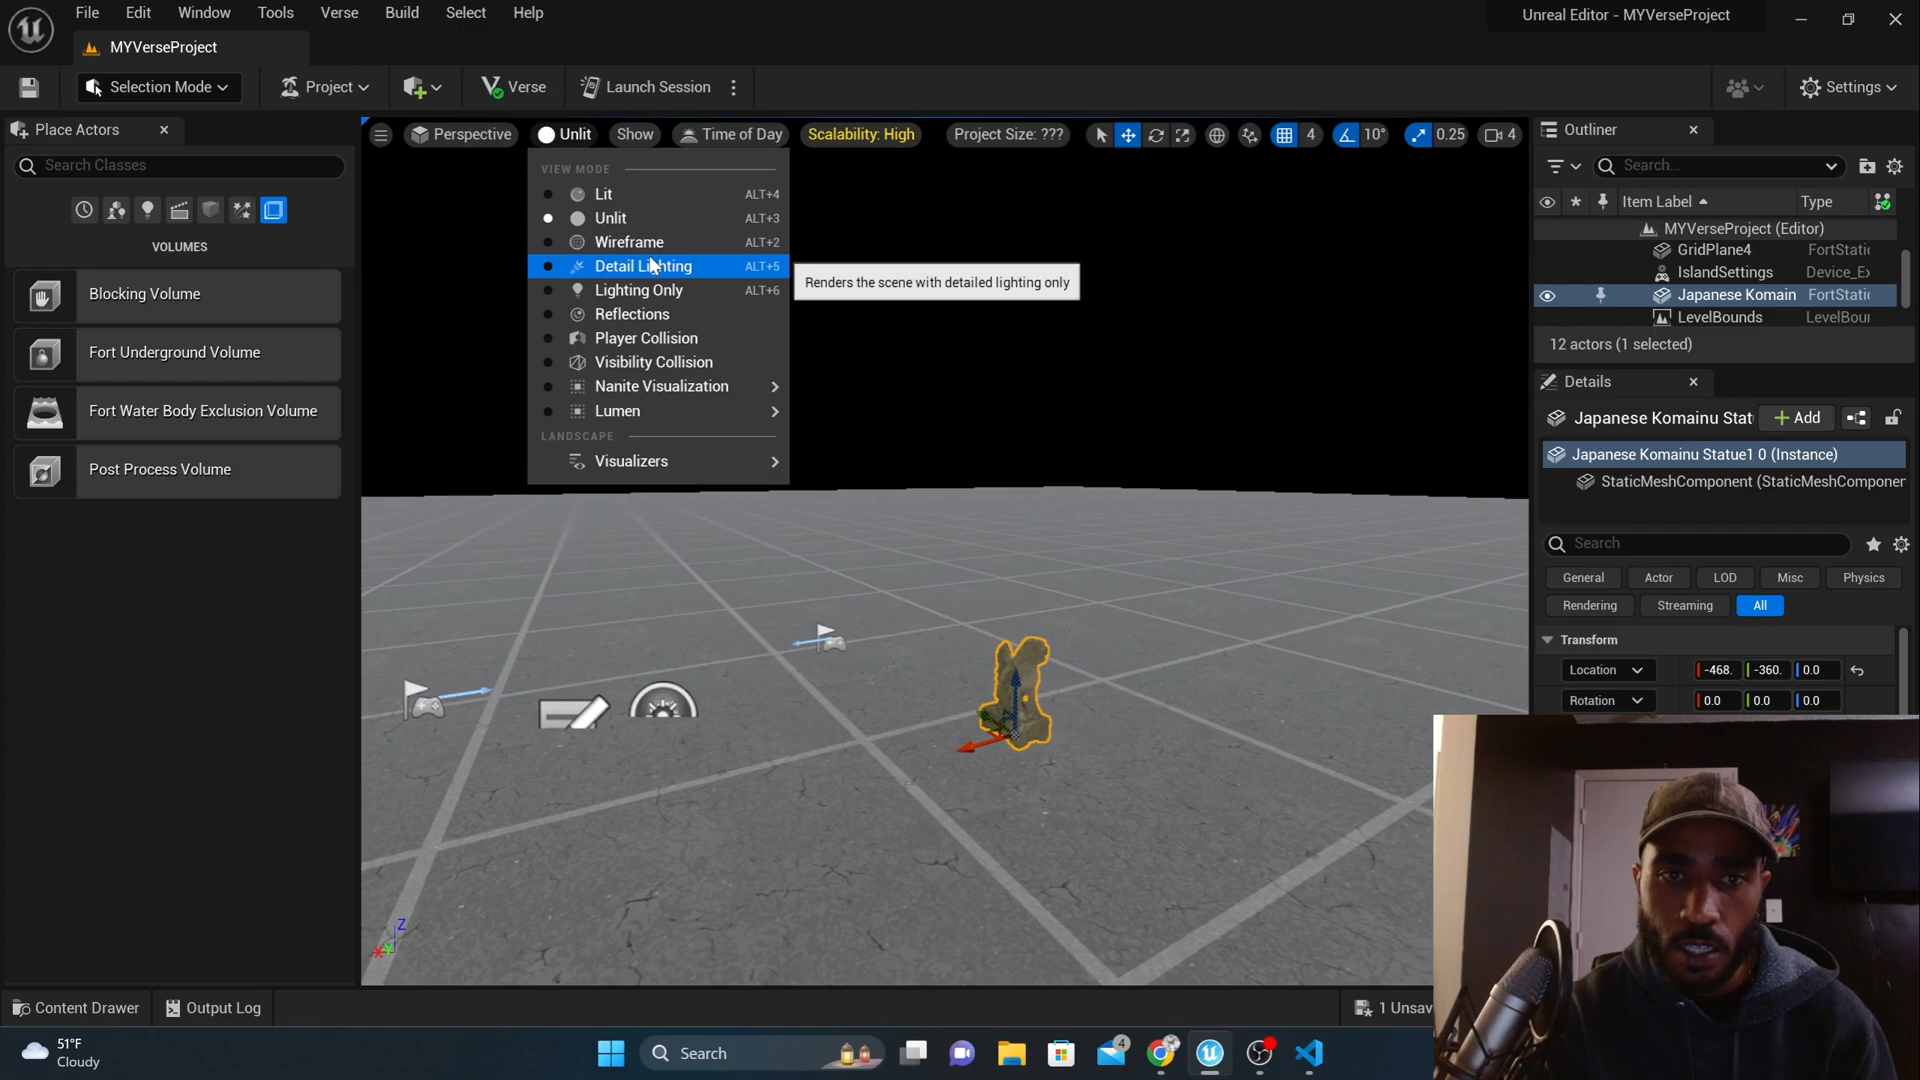 File Edit Window Tools Verse Build Select Help
Unreal Editor - MYVerseProject
MYVerseProject
Selection Mode
Project
Verse
Launch Session
Settings
Place Actors
Search Classes
VOLUMES
Blocking Volume
Fort Underground Volume
Fort Water Body Exclusion Volume
Post Process Volume
Perspective
Unlit
Show
Time of Day
Scalability: High
Project Size: ???
4
10°
0.25
4
VIEW MODE
Lit ALT+4
Unlit ALT+3
Wireframe ALT+2
Detail Lighting ALT+5
Lighting Only ALT+6
Reflections
Player Collision
Visibility Collision
Nanite Visualization
Lumen
LANDSCAPE
Visualizers
Renders the scene with detailed lighting only
Z
X Y
Outliner
Search...
Item Label Type
MYVerseProject (Editor)
GridPlane4 FortStatic
IslandSettings Device_Ex
Japanese Komain FortStatic
LevelBounds LevelBour
12 actors (1 selected)
Details
Japanese Komainu Stat
Add
Japanese Komainu Statue1 0 (Instance)
StaticMeshComponent (StaticMeshComponer
Search
General Actor LOD Misc Physics
Rendering Streaming All
Transform
Location -468. -360. 0.0
Rotation 0.0 0.0 0.0
Content Drawer
Output Log
1 Unsav
51°F
Cloudy
Search
4